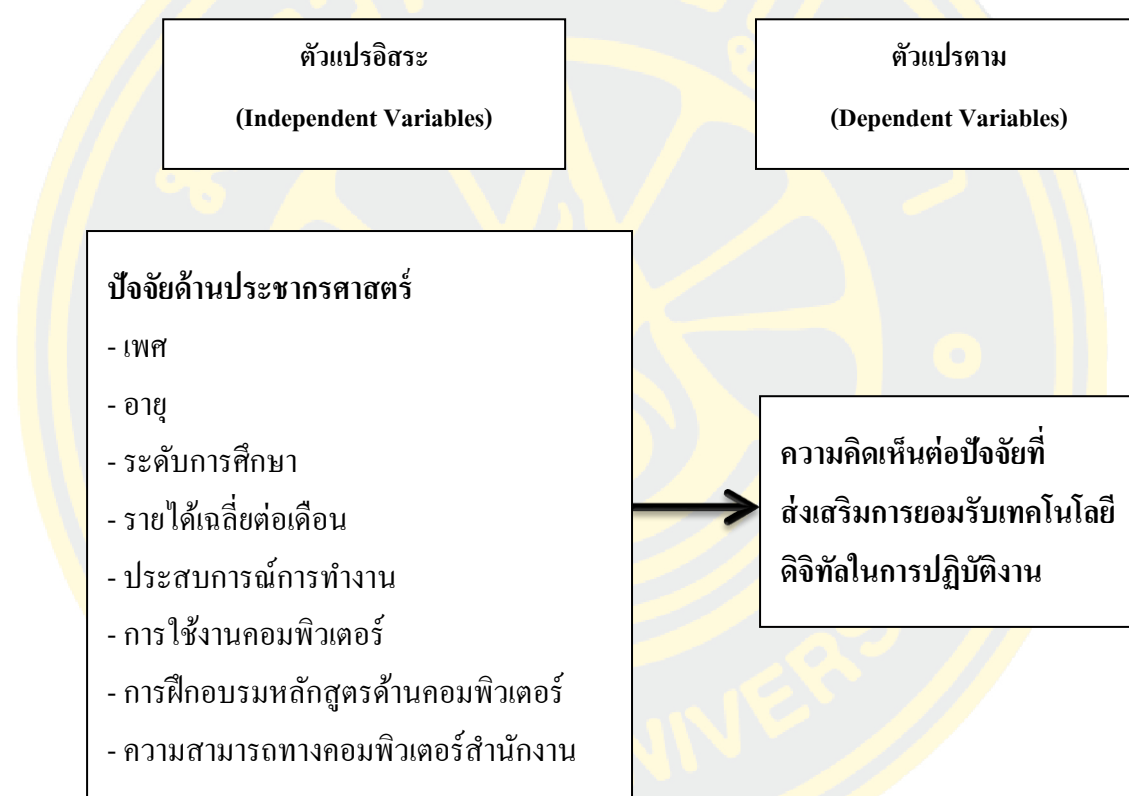 ตัวแปรอิสระ
(Independent Variables)
ตัวแปรตาม
(Dependent Variables)
ปัจจัยด้านประชากรศาสตร์
- เพศ
- อายุ
- ระดับการศึกษา
- รายได้เฉลี่ยต่อเดือน
- ประสบการณ์การทำงาน
- การใช้งานคอมพิวเตอร์
- การฝึกอบรมหลักสูตรด้านคอมพิวเตอร์
- ความสามารถทางคอมพิวเตอร์สำนักงาน
ความคิดเห็นต่อปัจจัยที่
ส่งเสริมการยอมรับเทคโนโลยี
ดิจิทัลในการปฏิบัติงาน